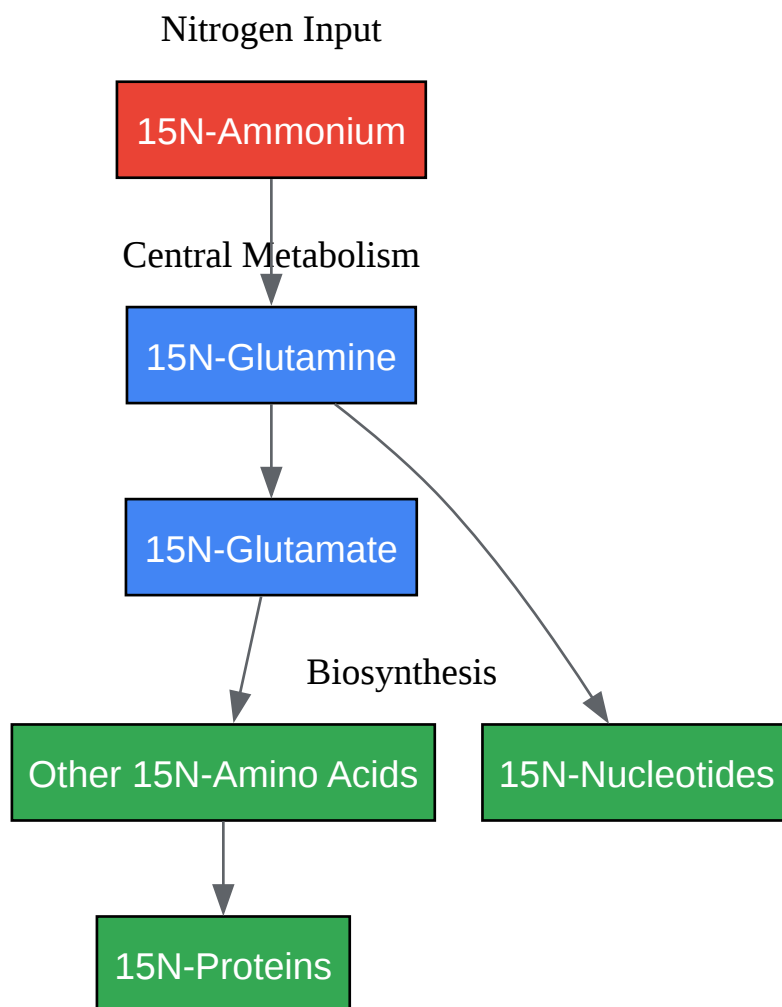 Nitrogen Input
15N-Ammonium
Central Metabolism
15N-Glutamine
15N-Glutamate
Biosynthesis
Other 15N-Amino Acids
15N-Nucleotides
15N-Proteins